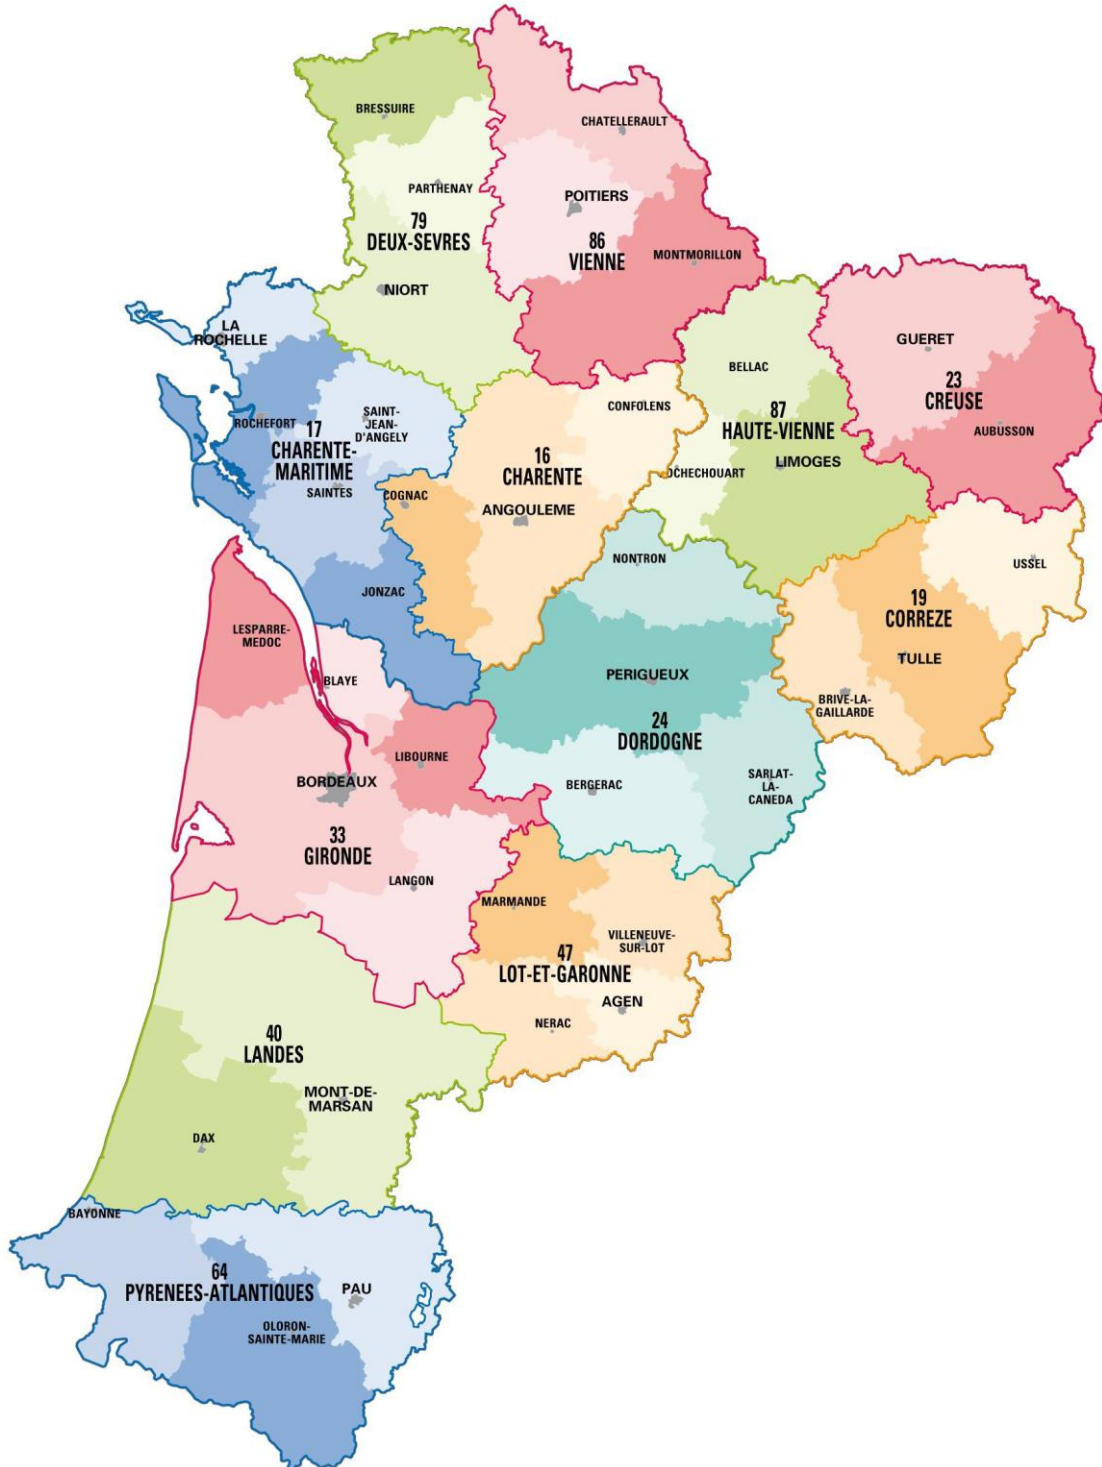 BRESSUIRE
PARTHENAY
79
DEUX-SEVRES
NIORT
CHATELLERAULT
POITIERS
86
VIENNE
MONTMORILLON
LA
ROCHELLE
ROCHEFORT
SAINT-
JEAN-
D'ANGELY
17
CHARENTE-
MARITIME
SAINTES
JONZAC
CONFOLENS
16
CHARENTE
COGNAC
ANGOULEME
BELLAC
87
HAUTE-VIENNE
OCHECHOUART
LIMOGES
GUERET
23
CREUSE
AUBUSSON
USSEL
19
CORREZE
TULLE
BRIVE-LA-
GAILLARDE
NONTRON
PERIGUEUX
24
DORDOGNE
BERGERAC
SARLAT-
LA-
CANEDA
LESPARRE-
MEDOC
BLAYE
LIBOURNE
BORDEAUX
33
GIRONDE
LANGON
MARMANDE
VILLENEUVE-
SUR-LOT
47
LOT-ET-GARONNE
AGEN
NERAC
40
LANDES
MONT-DE-
MARSAN
DAX
BAYONNE
64
PYRENEES-ATLANTIQUES
PAU
OLORON-
SAINTE-MARIE